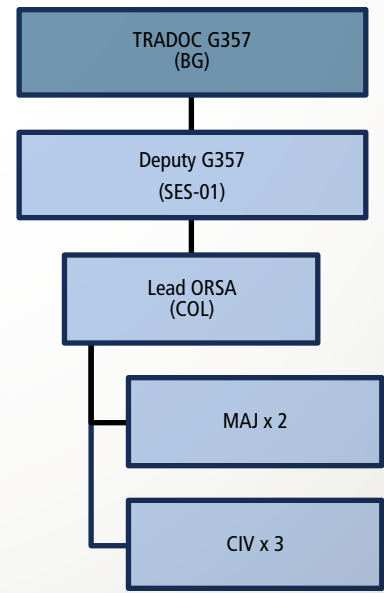 TRADOC G357
(BG)
Deputy G357
(SES-01)
Lead ORSA
(COL)
MAJ x 2
CIV x 3